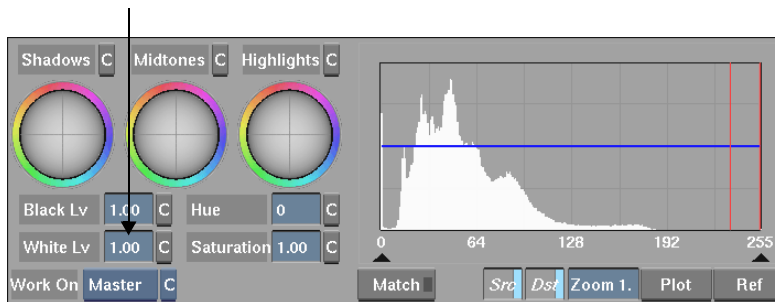 Shadows C Midtones C Highlights C
Black Lv 1.00 C Hue 0 C
White Lv 1.00 C Saturation 1.00 C
Work On Master C
0 64 128 192 255
Match Src Dst Zoom 1. Plot Ref